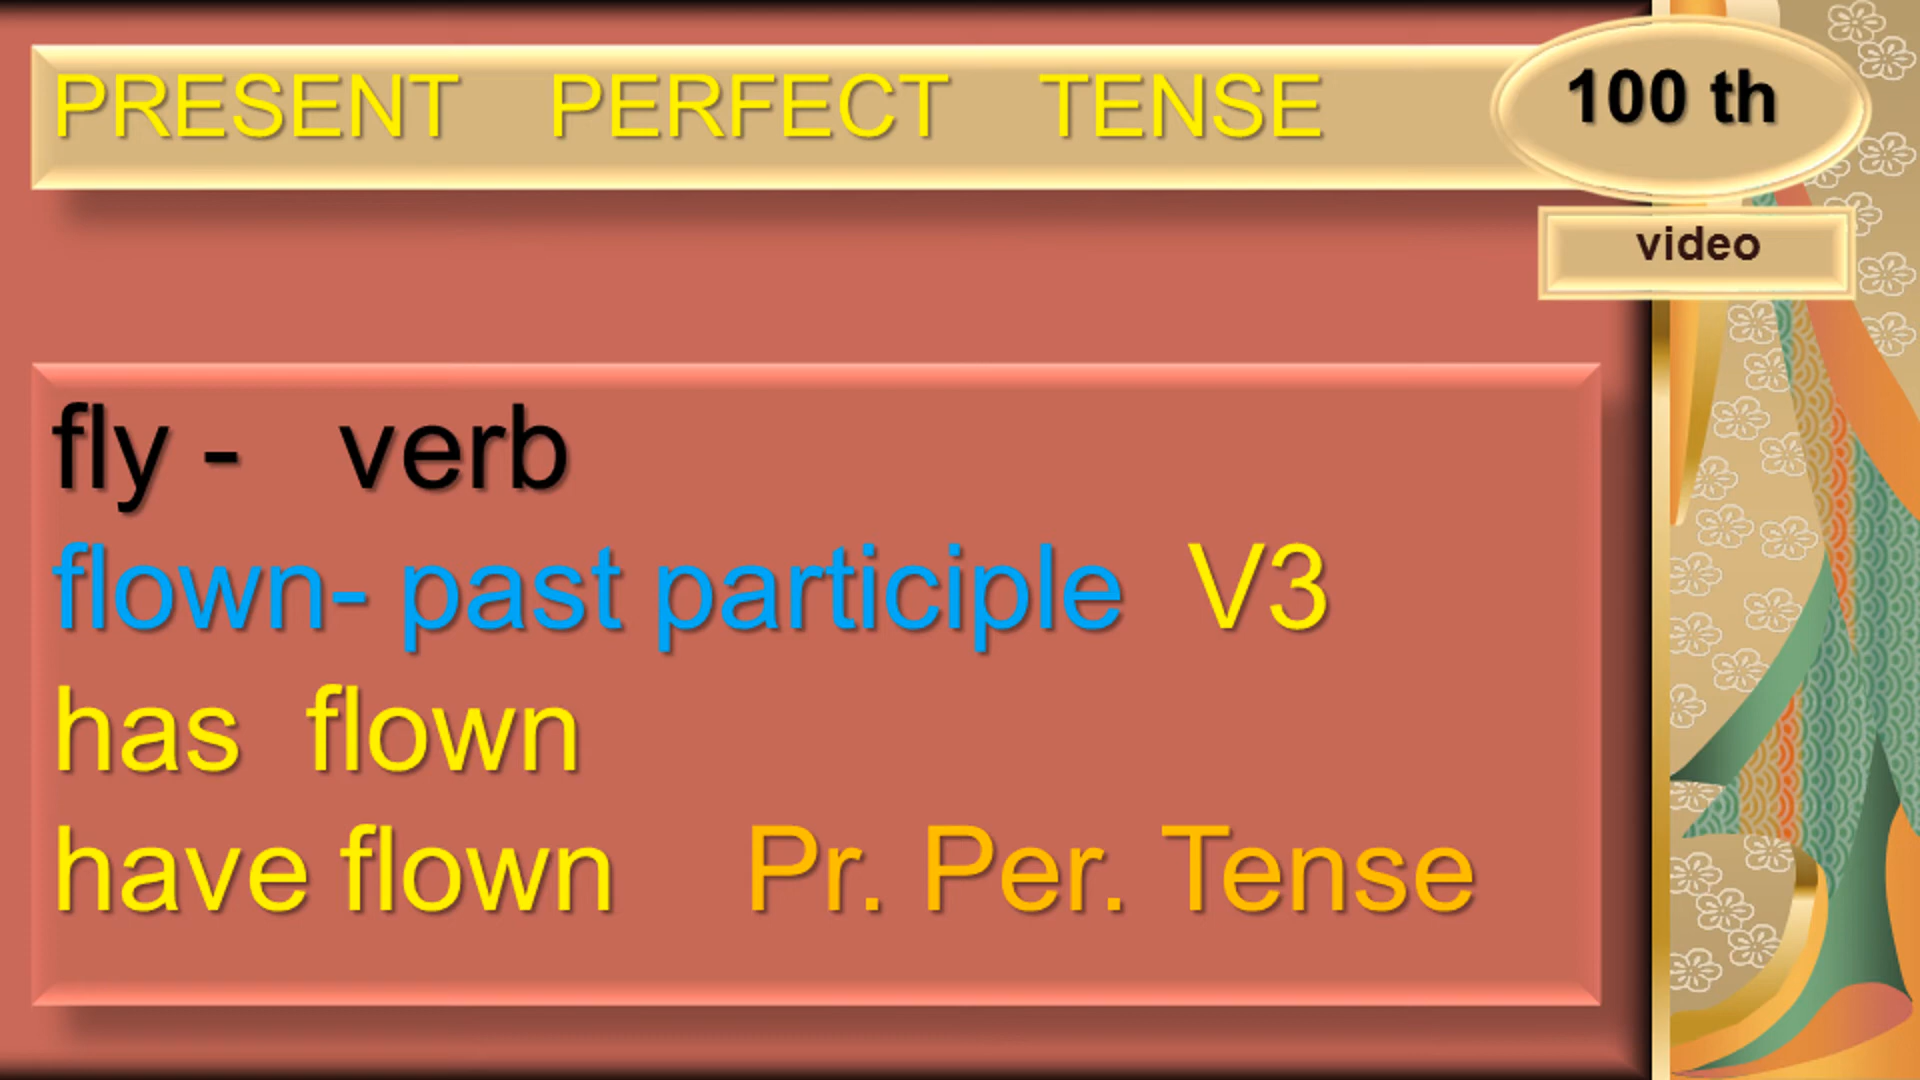 PRESENT PERFECT TENSE
100 th
video
fly - verb
flown- past participle V3
has flown
have flown Pr. Per. Tense